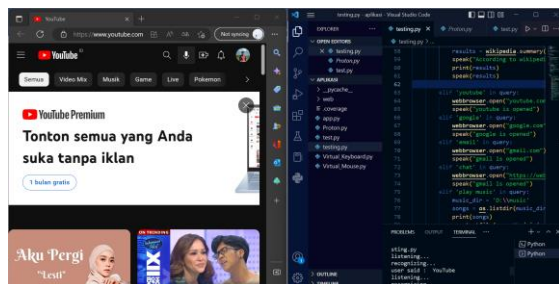 YouTube
https://www.youtube.com
Not syncing
YouTube
Semua
Video Mix
Musik
Game
Live
Pokemon
YouTube Premium
Tonton semua yang Anda
suka tanpa iklan
1 bulan gratis
Aku Pergi
"Lesti"
testing.py - aplikasi - Visual Studio Code
EXPLORER
OPEN EDITORS
testing.py
Proton.py
test.py
APLIKASI
__pycache__
web
.coverage
app.py
Proton.py
test.py
testing.py
Virtual_Keyboard.py
Virtual_Mouse.py
OUTLINE
testing.py
Proton.py
test.py
testing.py
results = wikipedia.summary(
speak("According to wikipedi
print(results)
speak(results)
elif 'youtube' in query:
webbrowser.open("youtube.com
speak("youtube is opened")
elif 'google' in query:
webbrowser.open("google.com"
speak("google is opened")
elif 'email' in query:
webbrowser.open("gmail.com")
speak("gmail is opened")
elif 'chat' in query:
webbrowser.open("https://web
speak("gmail is opened")
elif 'play music' in query:
music_dir = 'D:\\music'
songs = os.listdir(music_dir
print(songs)
PROBLEMS
OUTPUT
TERMINAL
sting.py
listening...
recognizing...
user said : YouTube
listening...
Python
Python